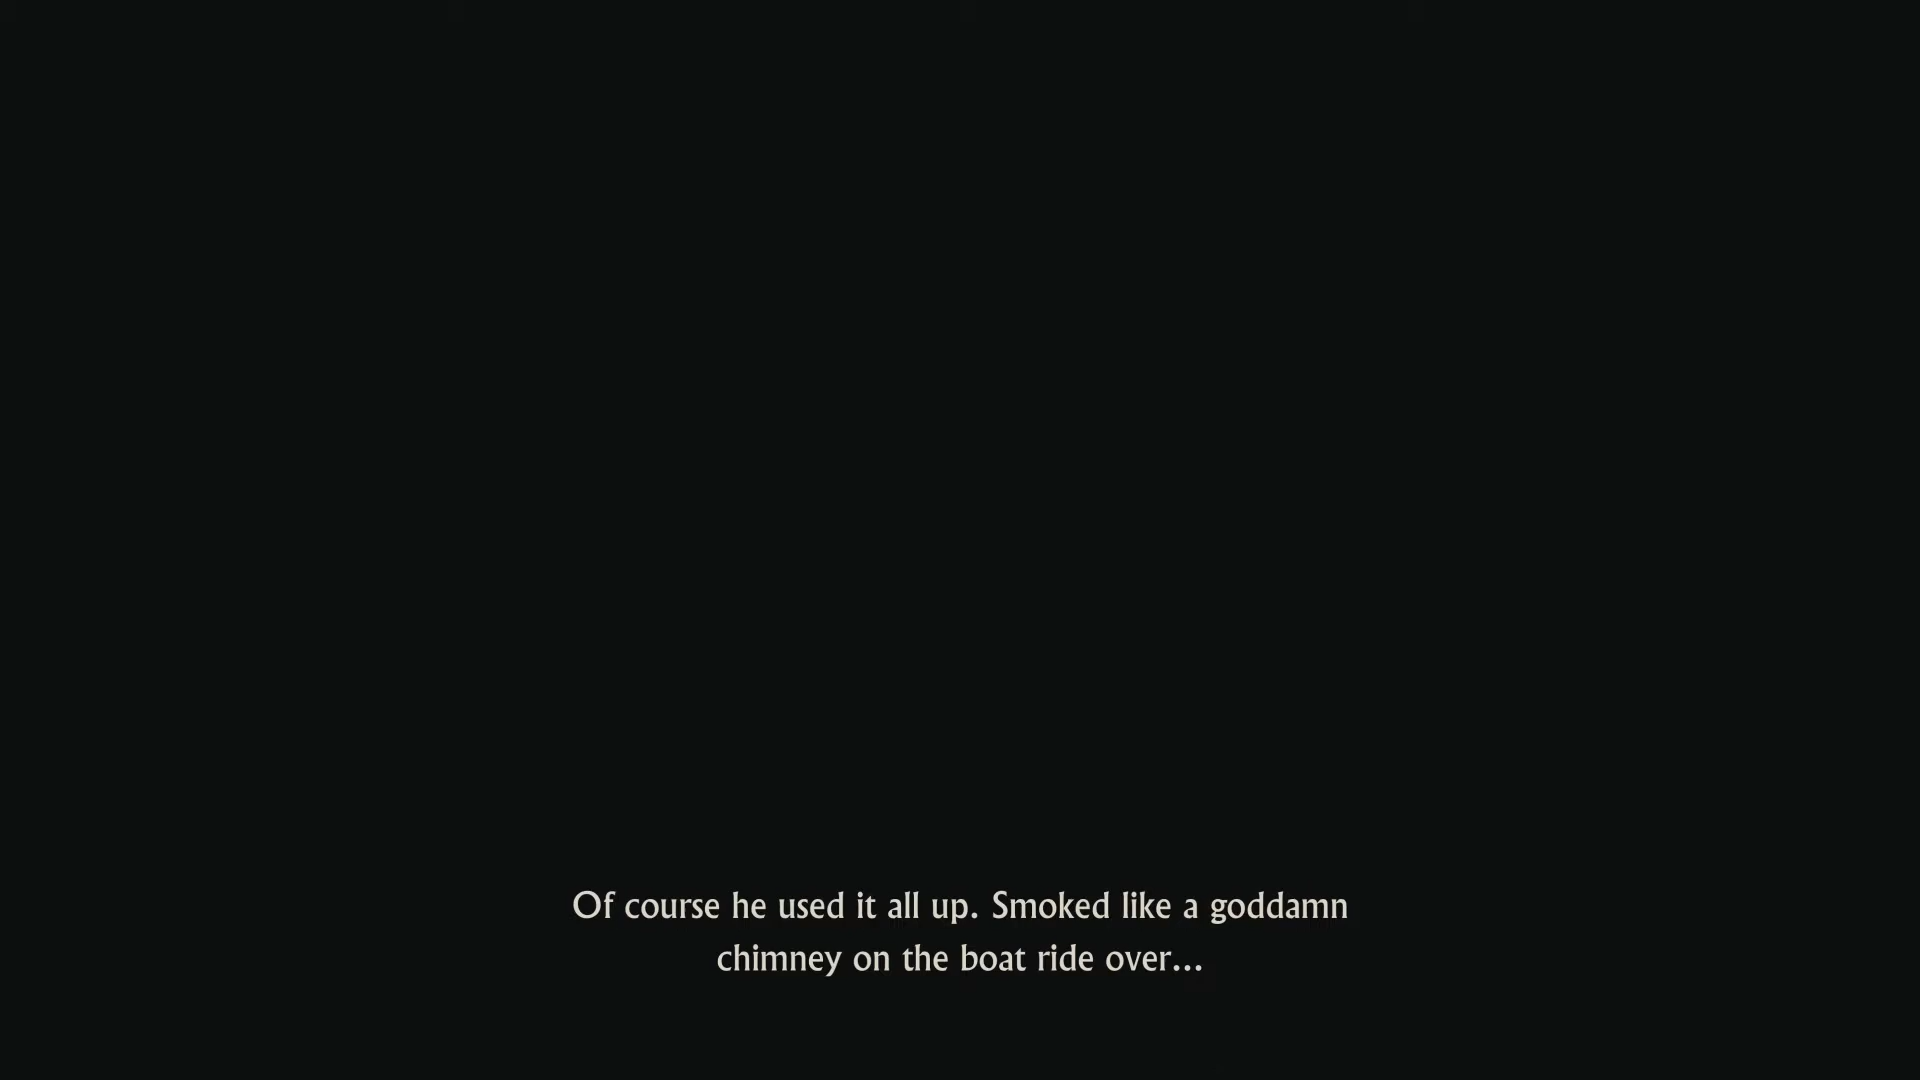 Of course he used it all up. Smoked like a goddamn
chimney on the boat ride over...